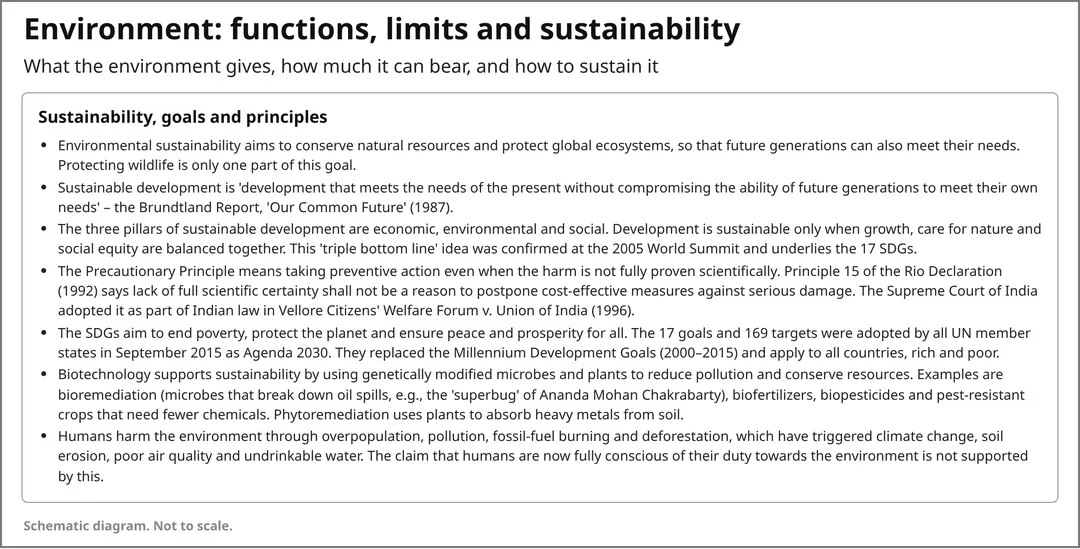 Environment: functions, limits and sustainability
What the environment gives, how much it can bear, and how to sustain it
Sustainability, goals and principles
• Environmental sustainability aims to conserve natural resources and protect global ecosystems, so that future generations can also meet their needs.
Protecting wildlife is only one part of this goal.
• Sustainable development is 'development that meets the needs of the present without compromising the ability of future generations to meet their own
needs' – the Brundtland Report, 'Our Common Future' (1987).
• The three pillars of sustainable development are economic, environmental and social. Development is sustainable only when growth, care for nature and
social equity are balanced together. This 'triple bottom line' idea was confirmed at the 2005 World Summit and underlies the 17 SDGs.
• The Precautionary Principle means taking preventive action even when the harm is not fully proven scientifically. Principle 15 of the Rio Declaration
(1992) says lack of full scientific certainty shall not be a reason to postpone cost-effective measures against serious damage. The Supreme Court of India
adopted it as part of Indian law in Vellore Citizens' Welfare Forum v. Union of India (1996).
• The SDGs aim to end poverty, protect the planet and ensure peace and prosperity for all. The 17 goals and 169 targets were adopted by all UN member
states in September 2015 as Agenda 2030. They replaced the Millennium Development Goals (2000–2015) and apply to all countries, rich and poor.
• Biotechnology supports sustainability by using genetically modified microbes and plants to reduce pollution and conserve resources. Examples are
bioremediation (microbes that break down oil spills, e.g., the 'superbug' of Ananda Mohan Chakrabarty), biofertilizers, biopesticides and pest-resistant
crops that need fewer chemicals. Phytoremediation uses plants to absorb heavy metals from soil.
• Humans harm the environment through overpopulation, pollution, fossil-fuel burning and deforestation, which have triggered climate change, soil
erosion, poor air quality and undrinkable water. The claim that humans are now fully conscious of their duty towards the environment is not supported
by this.
Schematic diagram. Not to scale.